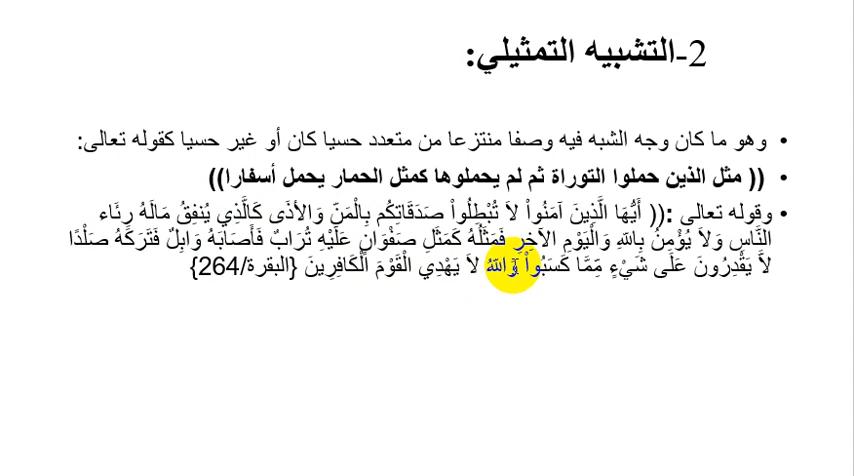 2-التشبيه التمثيلي:
• وهو ما كان وجه الشبه فيه وصفا منتزعا من متعدد حسيا كان أو غير حسيا كقوله تعالى:
• (( مثل الذين حملوا التوراة ثم لم يحملوها كمثل الحمار يحمل أسفارا))
• وقوله تعالى :(( أَيُّهَا الَّذِينَ آمَنُواْ لاَ تُبْطِلُواْ صَدَقَاتِكُم بِالْمَنِّ وَالأذَى كَالَّذِي يُنفِقُ مَالَهُ رِئَاء
النَّاسِ وَلاَ يُؤْمِنُ بِاللّهِ وَالْيَوْمِ الآخِرِ فَمَثَلُهُ كَمَثَلِ صَفْوَانٍ عَلَيْهِ تُرَابٌ فَأَصَابَهُ وَابِلٌ فَتَرَكَهُ صَلْدًا
لاَّ يَقْدِرُونَ عَلَى شَيْءٍ مِّمَّا كَسَبُواْ وَاللّهُ لاَ يَهْدِي الْقَوْمَ الْكَافِرِينَ {البقرة/264}